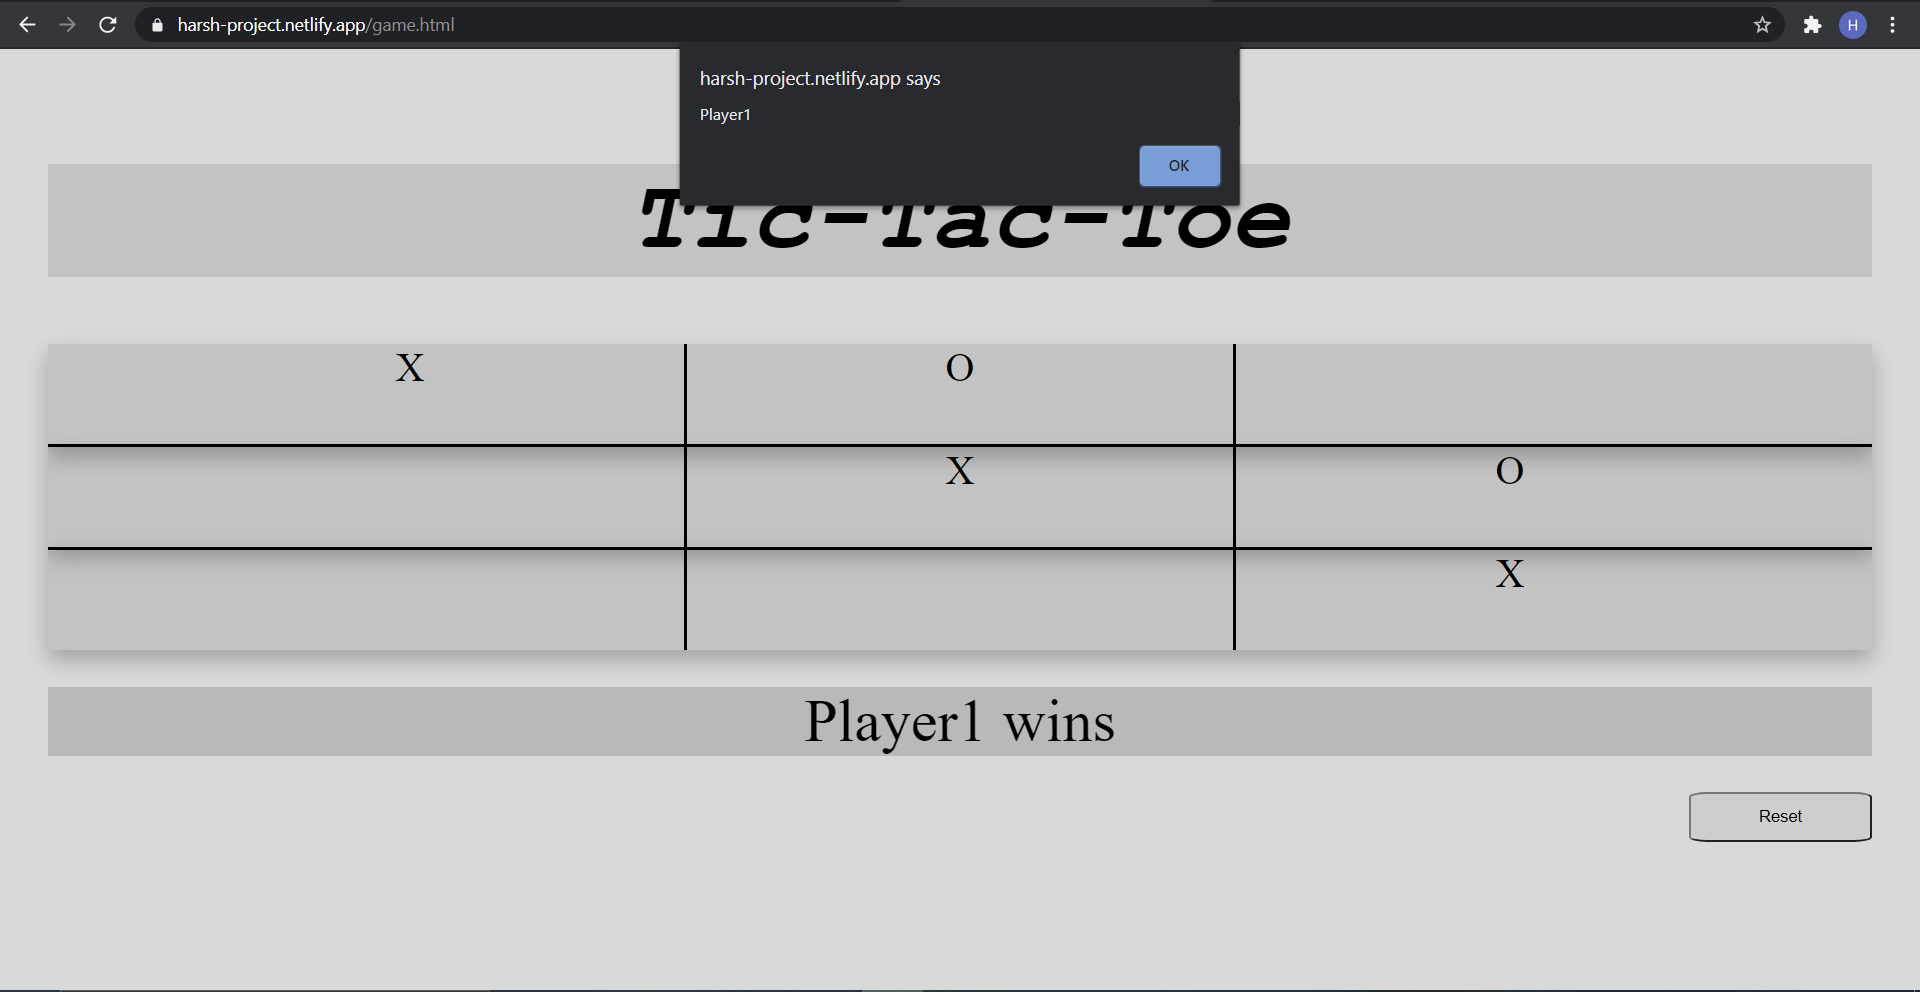 harsh-project.netlify.app/game.html
H
harsh-project.netlify.app says
Player1
OK
Tic-Tac-Toe
X O
X O
X
Player1 wins
Reset